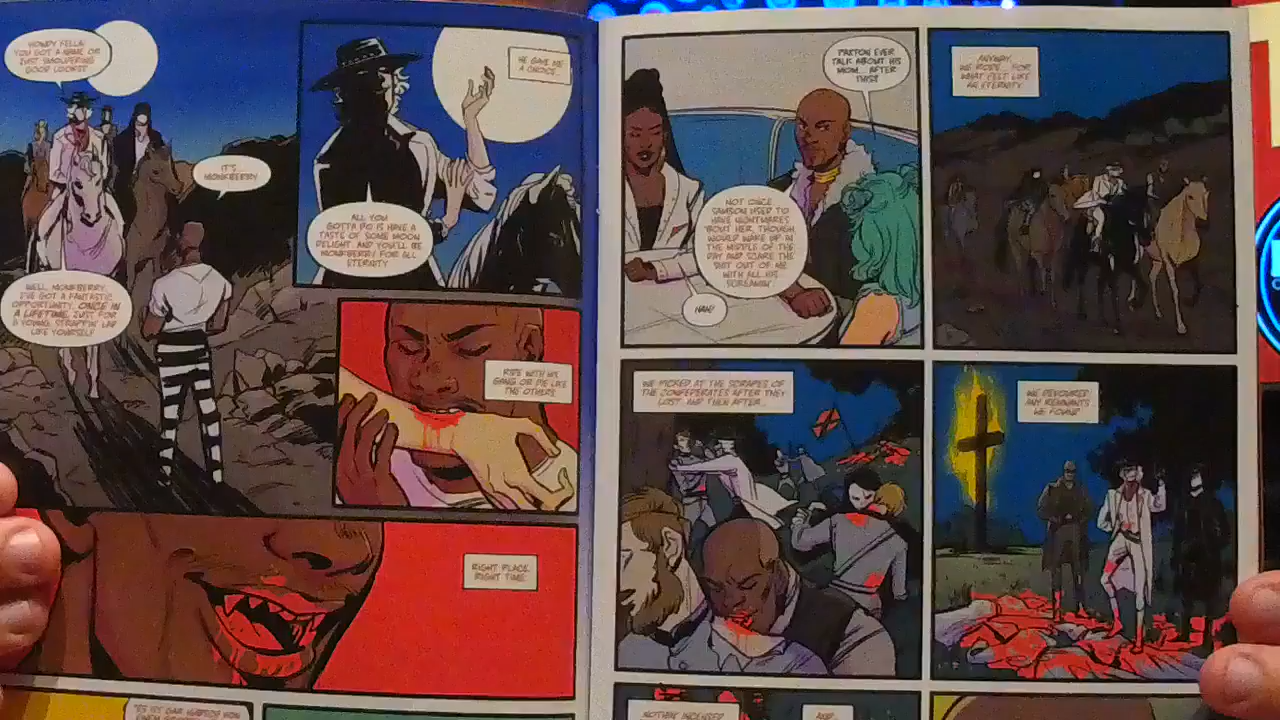 HOWDY FELLA.
YOU GOT A NAME OR
JUST SMOLDERING
GOOD LOOKS?
IT'S...
MONKBERRY.
WELL, MONKBERRY,
I'VE GOT A FANTASTIC
OPPORTUNITY, ONCE IN
A LIFETIME, JUST FOR
A YOUNG, STRAPPIN' LAD
LIKE YOURSELF.
HE GAVE ME
A CHOICE...
ALL YOU
GOTTA DO IS HAVE A
TASTE OF SOME MOON
DELIGHT AND YOU'LL BE
MONKBERRY FOR ALL
ETERNITY.
RIDE WITH HIS
GANG OR DIE LIKE
THE OTHERS.
RIGHT PLACE.
RIGHT TIME.
PAXTON EVER
TALK ABOUT HIS
MOM... AFTER
THIS?
NOT ONCE.
SAMSON USED TO
HAVE NIGHTMARES
'BOUT HER, THOUGH.
WOULD WAKE UP IN
THE MIDDLE OF THE
DAY AND SCARE THE
SHIT OUT OF ME
WITH ALL HIS
SCREAMIN'.
NAH!
ANYWAY.
WE RODE... FOR
WHAT FELT LIKE
AN ETERNITY.
WE PICKED AT THE SCRAPES OF
THE CONFEDERATES AFTER THEY
LOST. AND THEN AFTER...
WE DEVOURED
ANY REMNANTS
WE FOUND.